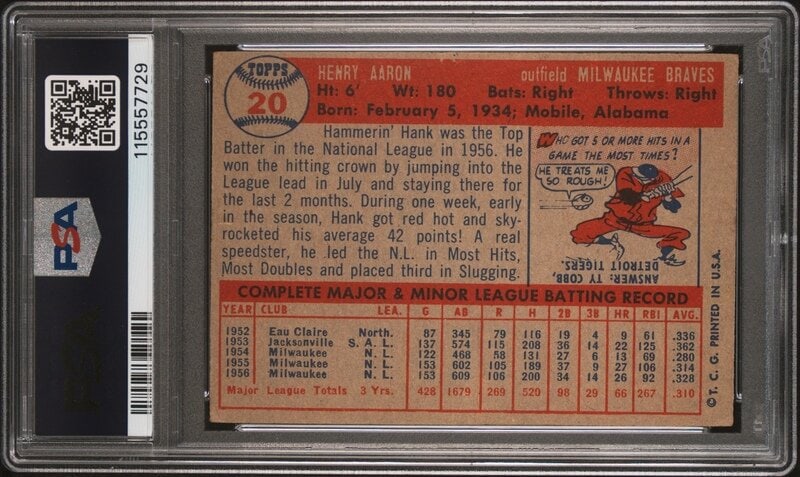 115557729
PSA
TOPPS
20
HENRY AARON outfield MILWAUKEE BRAVES
Ht: 6' Wt: 180 Bats: Right Throws: Right
Born: February 5, 1934; Mobile, Alabama
Hammerin' Hank was the Top
Batter in the National League in 1956. He
won the hitting crown by jumping into the
League lead in July and staying there for
the last 2 months. During one week, early
in the season, Hank got red hot and sky-
rocketed his average 42 points! A real
speedster, he led the N.L. in Most Hits,
Most Doubles and placed third in Slugging.
WHO GOT 5 OR MORE HITS IN A
GAME THE MOST TIMES?
HE TREATS ME
SO ROUGH!
ANSWER: TY COBB,
DETROIT TIGERS.
COMPLETE MAJOR & MINOR LEAGUE BATTING RECORD
YEAR CLUB LEA. G AB R H 2B 3B HR RBI AVG.
1952 Eau Claire North. 87 345 79 116 19 4 9 61 .336
1953 Jacksonville S. A. L. 137 574 115 208 36 14 22 125 .362
1954 Milwaukee N. L. 122 468 58 131 27 6 13 69 .280
1955 Milwaukee N. L. 153 602 105 189 37 9 27 106 .314
1956 Milwaukee N. L. 153 609 106 200 34 14 26 92 .328
Major League Totals 3 Yrs. 428 1679 269 520 98 29 66 267 .310
© T. C. G. PRINTED IN U.S.A.